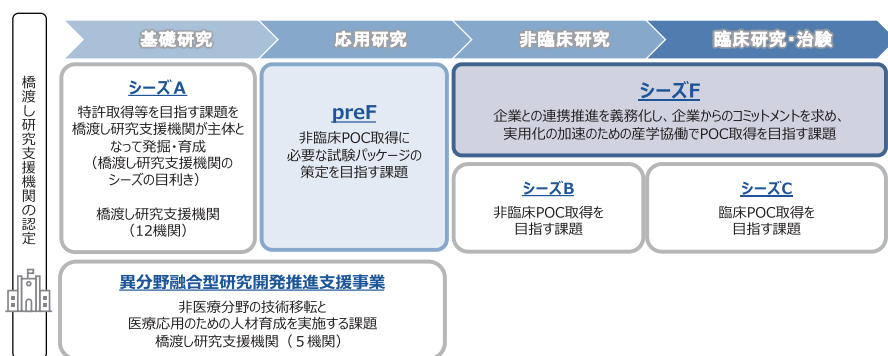 橋渡し研究支援機関の認定
基礎研究
応用研究
非臨床研究
臨床研究・治験
シーズA
特許取得等を目指す課題を
橋渡し研究支援機関が主体と
なって発掘・育成
（橋渡し研究支援機関の
シーズの目利き）
橋渡し研究支援機関
（12機関）
preF
非臨床POC取得に
必要な試験パッケージの
策定を目指す課題
シーズF
企業との連携推進を義務化し、企業からのコミットメントを求め、
実用化の加速のための産学協働でPOC取得を目指す課題
シーズB
非臨床POC取得を
目指す課題
シーズC
臨床POC取得を
目指す課題
異分野融合型研究開発推進支援事業
非医療分野の技術移転と
医療応用のための人材育成を実施する課題
橋渡し研究支援機関（５機関）